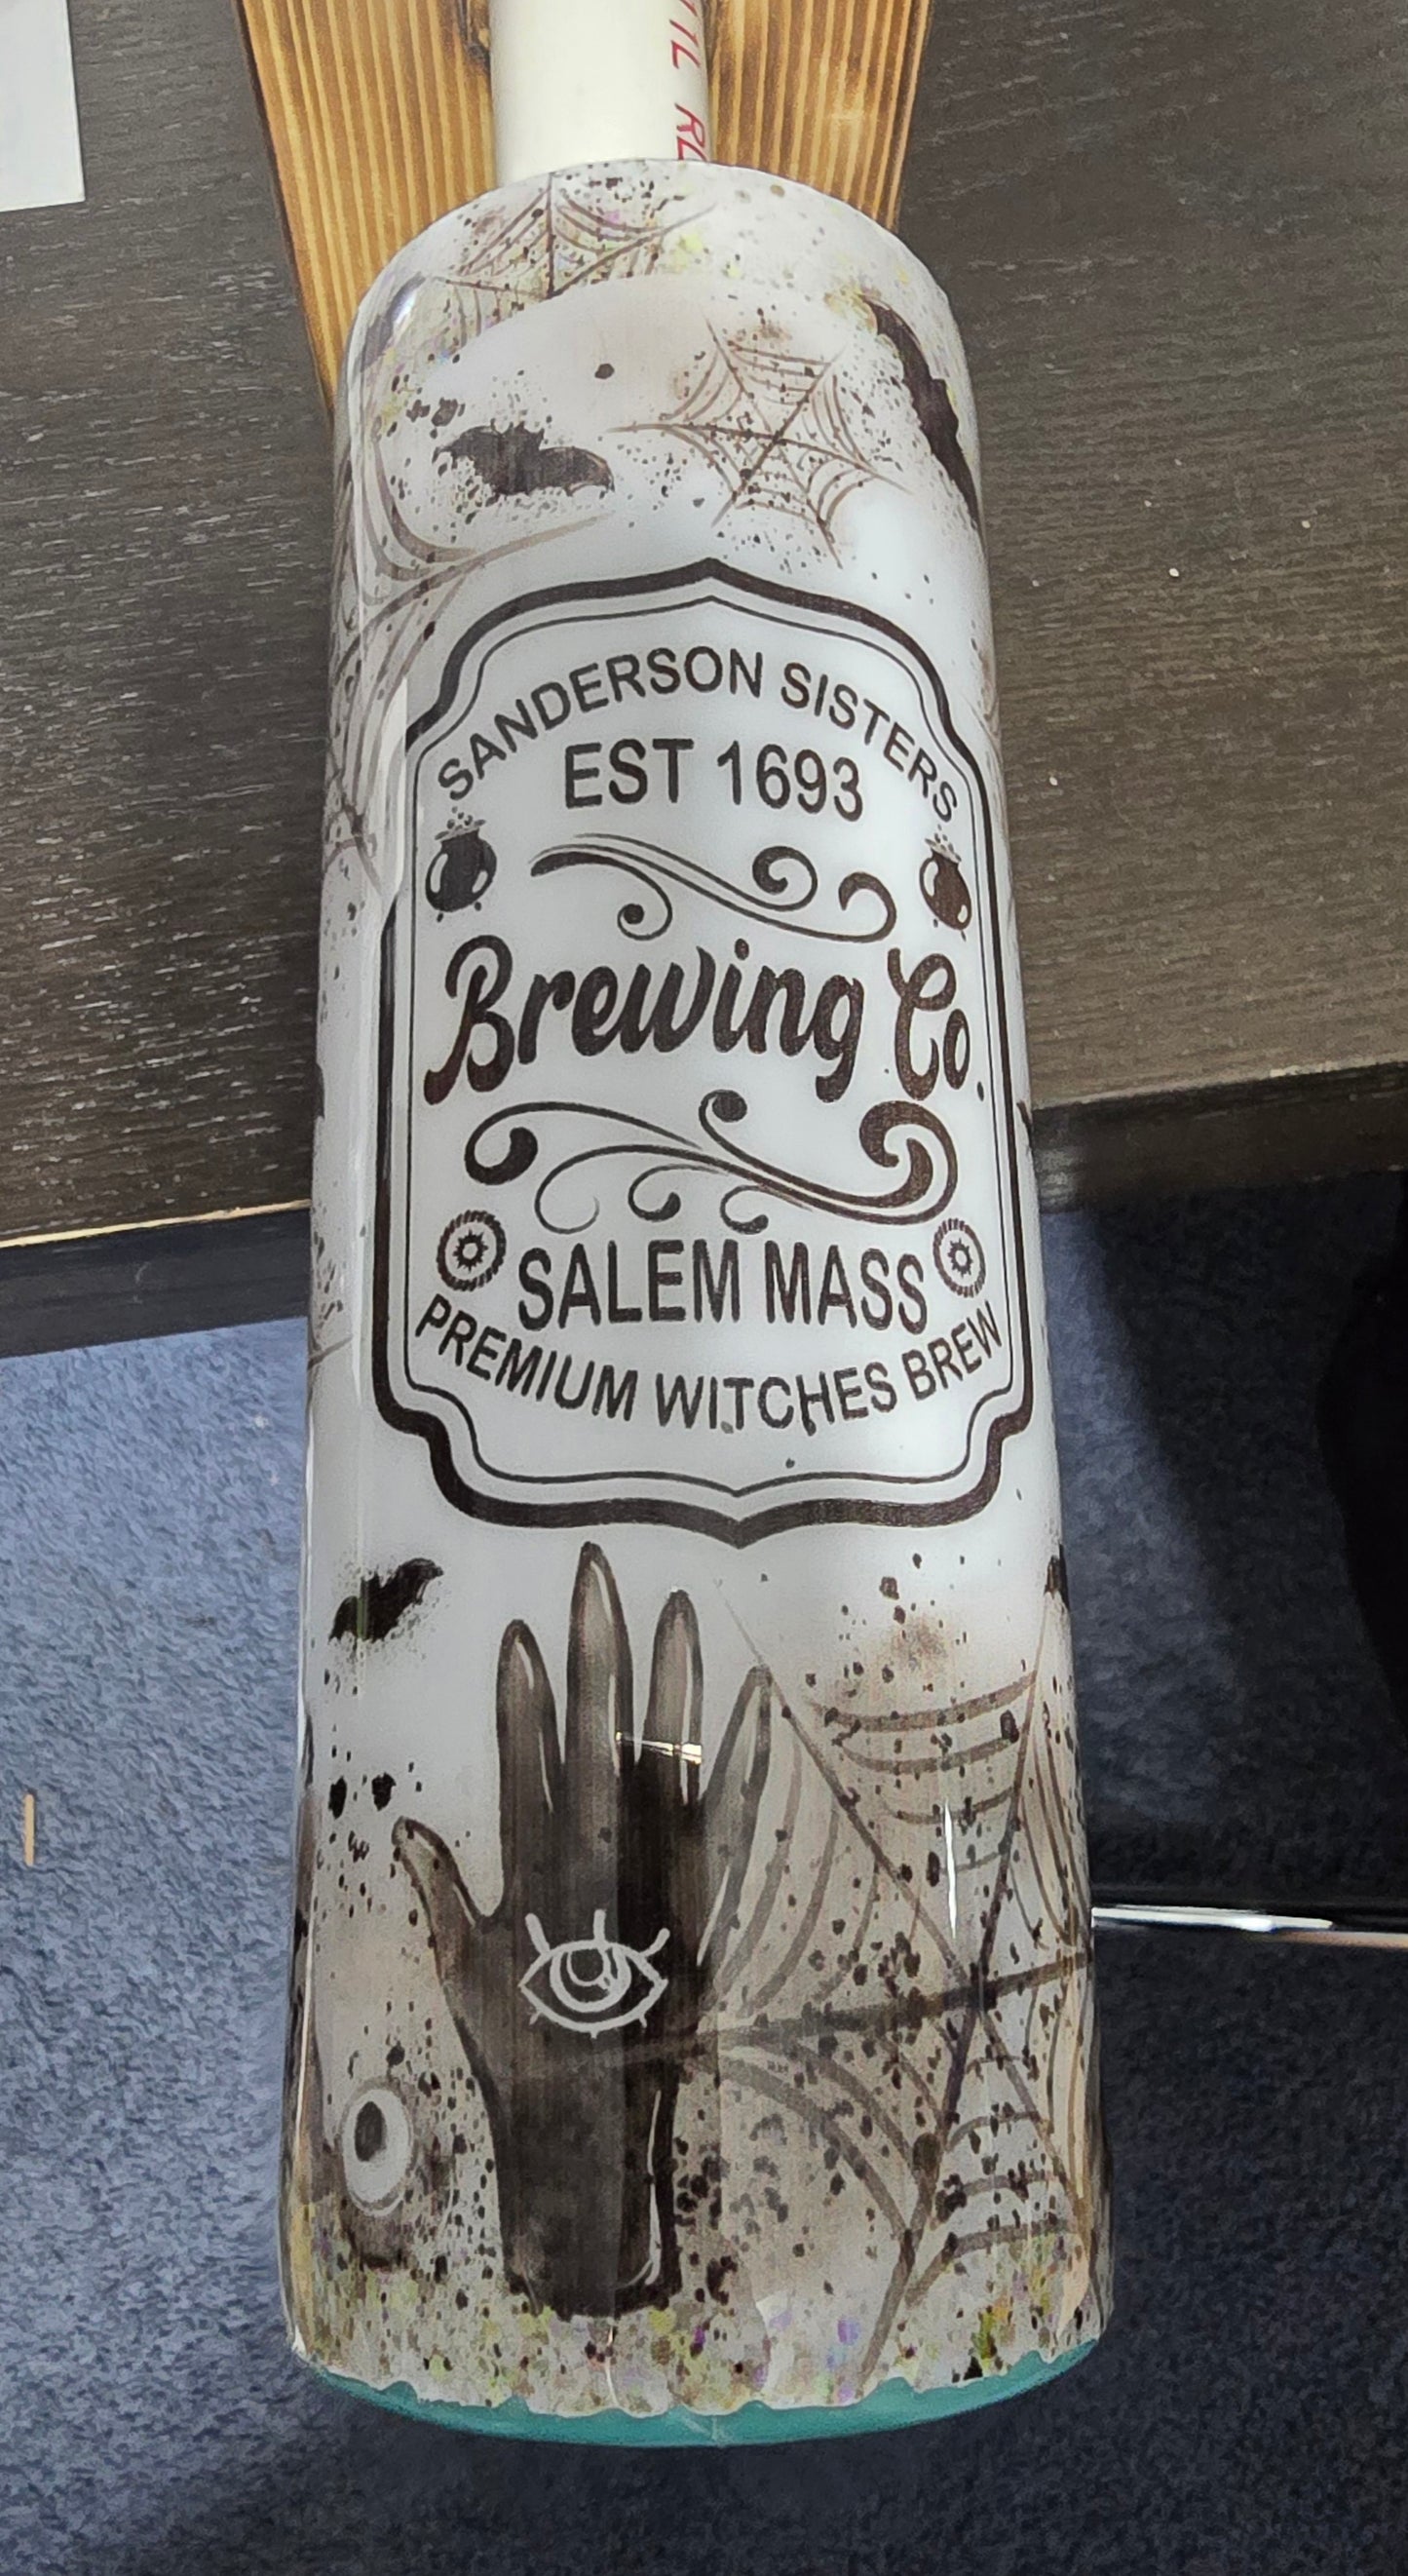 SANDERSON SISTERS
EST 1693
Brewing Co.
SALEM MASS
PREMIUM WITCHES BREW